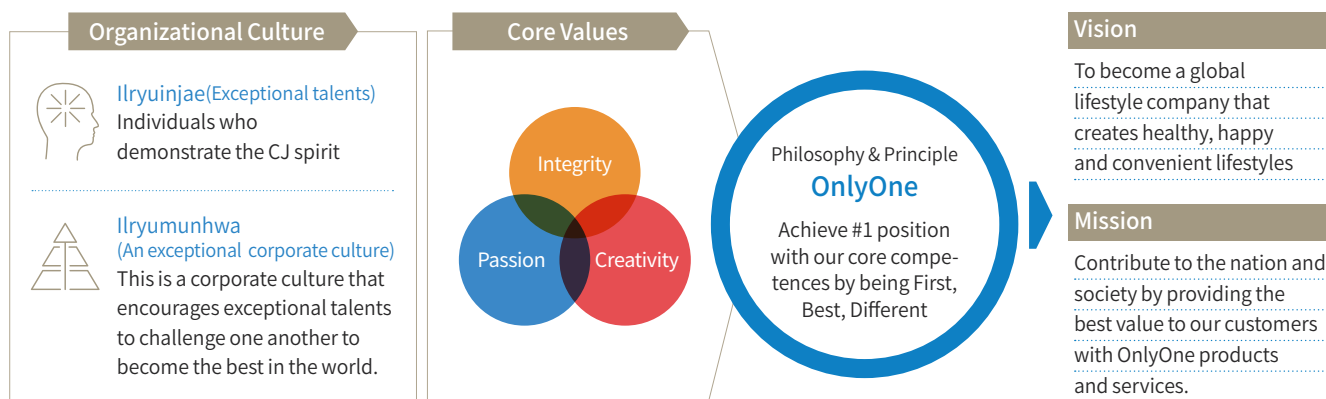 Organizational Culture
Ilryuinjae(Exceptional talents)
Individuals who
demonstrate the CJ spirit
Ilryumunhwa
(An exceptional corporate culture)
This is a corporate culture that
encourages exceptional talents
to challenge one another to
become the best in the world.
Core Values
Integrity
Passion
Creativity
Philosophy & Principle
OnlyOne
Achieve #1 position
with our core compe-
tences by being First,
Best, Different
Vision
To become a global
lifestyle company that
creates healthy, happy
and convenient lifestyles
Mission
Contribute to the nation and
society by providing the
best value to our customers
with OnlyOne products
and services.